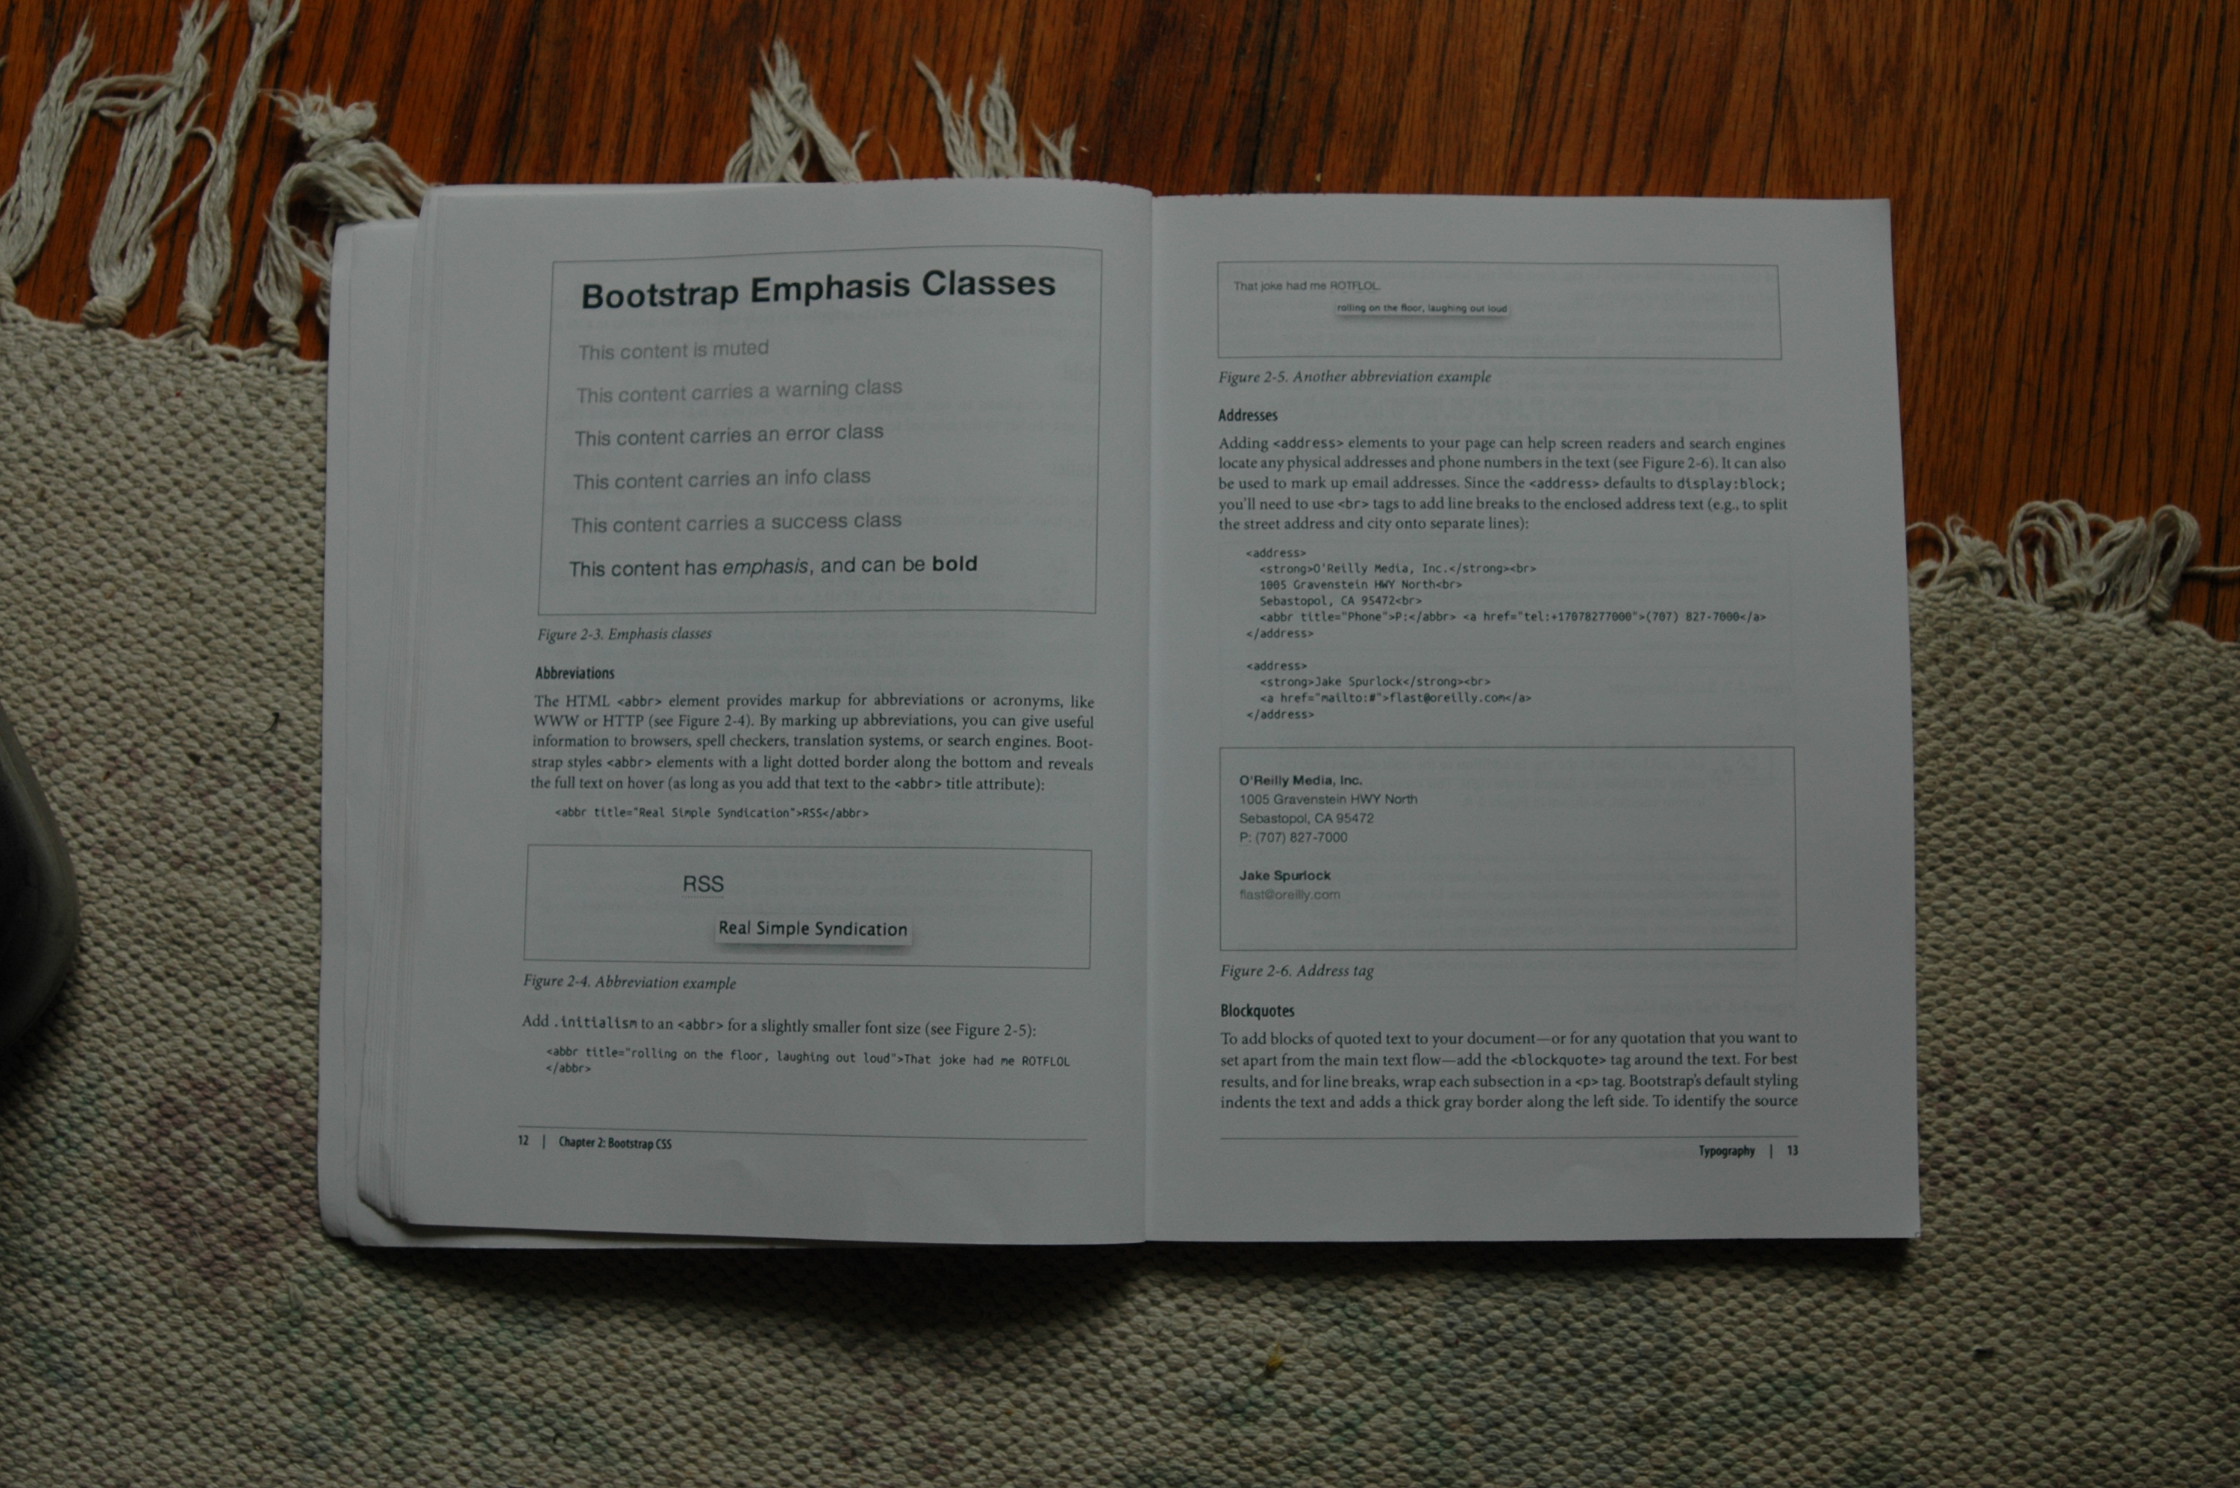 Bootstrap Emphasis Classes
This content is muted
This content carries a warning class
This content carries an error class
This content carries an info class
This content carries a success class
This content has emphasis, and can be bold
Figure 2-3. Emphasis classes
Abbreviations
The HTML <abbr> element provides markup for abbreviations or acronyms, like
WWW or HTTP (see Figure 2-4). By marking up abbreviations, you can give useful
information to browsers, spell checkers, translation systems, or search engines. Boot-
strap styles <abbr> elements with a light dotted border along the bottom and reveals
the full text on hover (as long as you add that text to the <abbr> title attribute):
<abbr title="Real Simple Syndication">RSS</abbr>
RSS
Real Simple Syndication
Figure 2-4. Abbreviation example
Add .initialism to an <abbr> for a slightly smaller font size (see Figure 2-5):
<abbr title="rolling on the floor, laughing out loud">That joke had me ROTFLOL
</abbr>
12 | Chapter 2: Bootstrap CSS
That joke had me ROTFLOL.
rolling on the floor, laughing out loud
Figure 2-5. Another abbreviation example
Addresses
Adding <address> elements to your page can help screen readers and search engines
locate any physical addresses and phone numbers in the text (see Figure 2-6). It can also
be used to mark up email addresses. Since the <address> defaults to display:block;
you'll need to use <br> tags to add line breaks to the enclosed address text (e.g., to split
the street address and city onto separate lines):
<address>
<strong>O'Reilly Media, Inc.</strong><br>
1005 Gravenstein HWY North<br>
Sebastopol, CA 95472<br>
<abbr title="Phone">P:</abbr> <a href="tel:+17078277000">(707) 827-7000</a>
</address>
<address>
<strong>Jake Spurlock</strong><br>
<a href="mailto:#">flast@oreilly.com</a>
</address>
O'Reilly Media, Inc.
1005 Gravenstein HWY North
Sebastopol, CA 95472
P: (707) 827-7000
Jake Spurlock
flast@oreilly.com
Figure 2-6. Address tag
Blockquotes
To add blocks of quoted text to your document—or for any quotation that you want to
set apart from the main text flow—add the <blockquote> tag around the text. For best
results, and for line breaks, wrap each subsection in a <p> tag. Bootstrap's default styling
indents the text and adds a thick gray border along the left side. To identify the source
Typography | 13